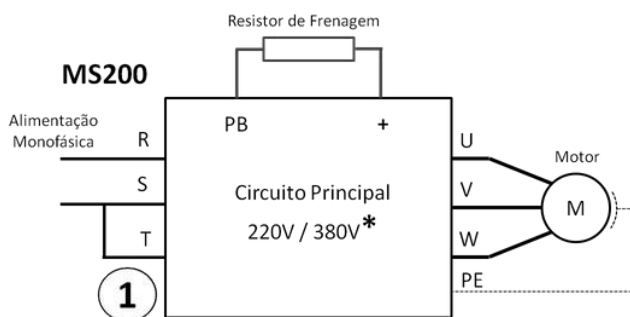 Resistor de Frenagem
MS200
Alimentação
Monofásica
R
S
T
PB
+
Circuito Principal
220V / 380V*
U
V
W
PE
Motor
M
1